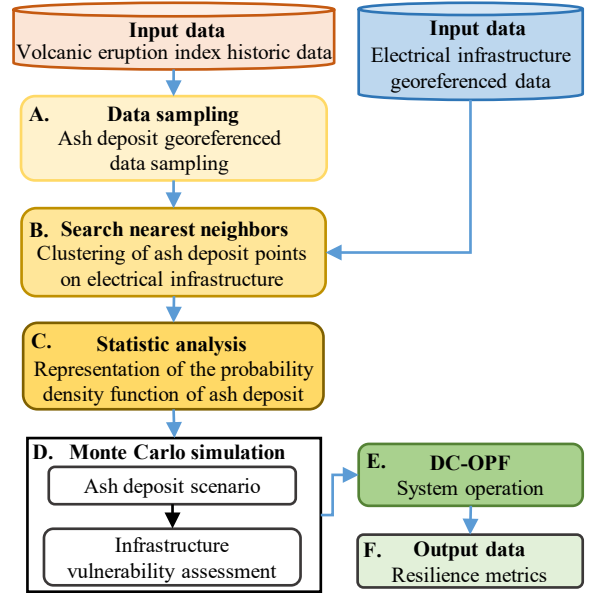 Input data
Volcanic eruption index historic data
Input data
Electrical infrastructure
georeferenced data
A. Data sampling
Ash deposit georeferenced
data sampling
B. Search nearest neighbors
Clustering of ash deposit points
on electrical infrastructure
C. Statistic analysis
Representation of the probability
density function of ash deposit
D. Monte Carlo simulation
Ash deposit scenario
Infrastructure
vulnerability assessment
E. DC-OPF
System operation
F. Output data
Resilience metrics